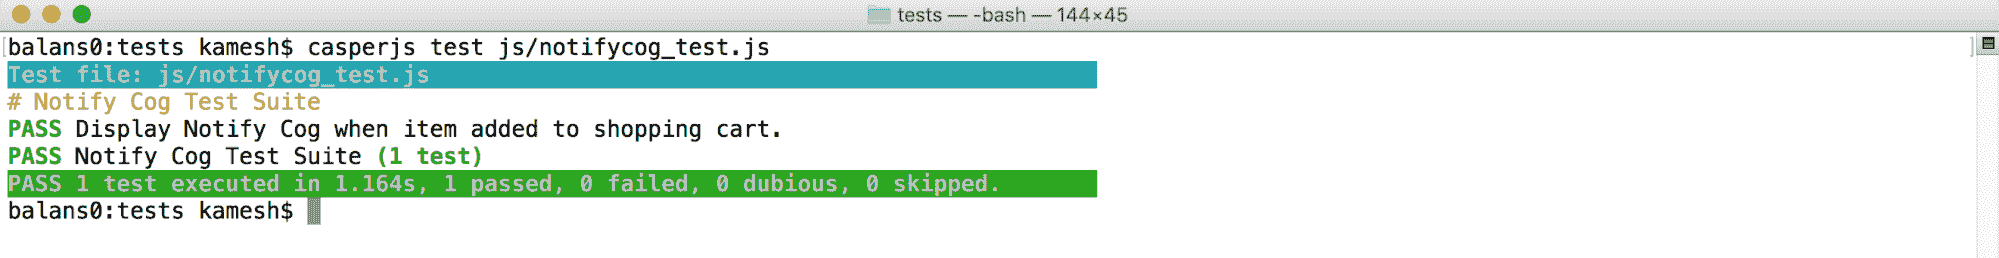 tests — -bash — 144×45
balans0:tests kamesh$ casperjs test js/notifycog_test.js
Test file: js/notifycog_test.js
# Notify Cog Test Suite
PASS Display Notify Cog when item added to shopping cart.
PASS Notify Cog Test Suite (1 test)
PASS 1 test executed in 1.164s, 1 passed, 0 failed, 0 dubious, 0 skipped.
balans0:tests kamesh$